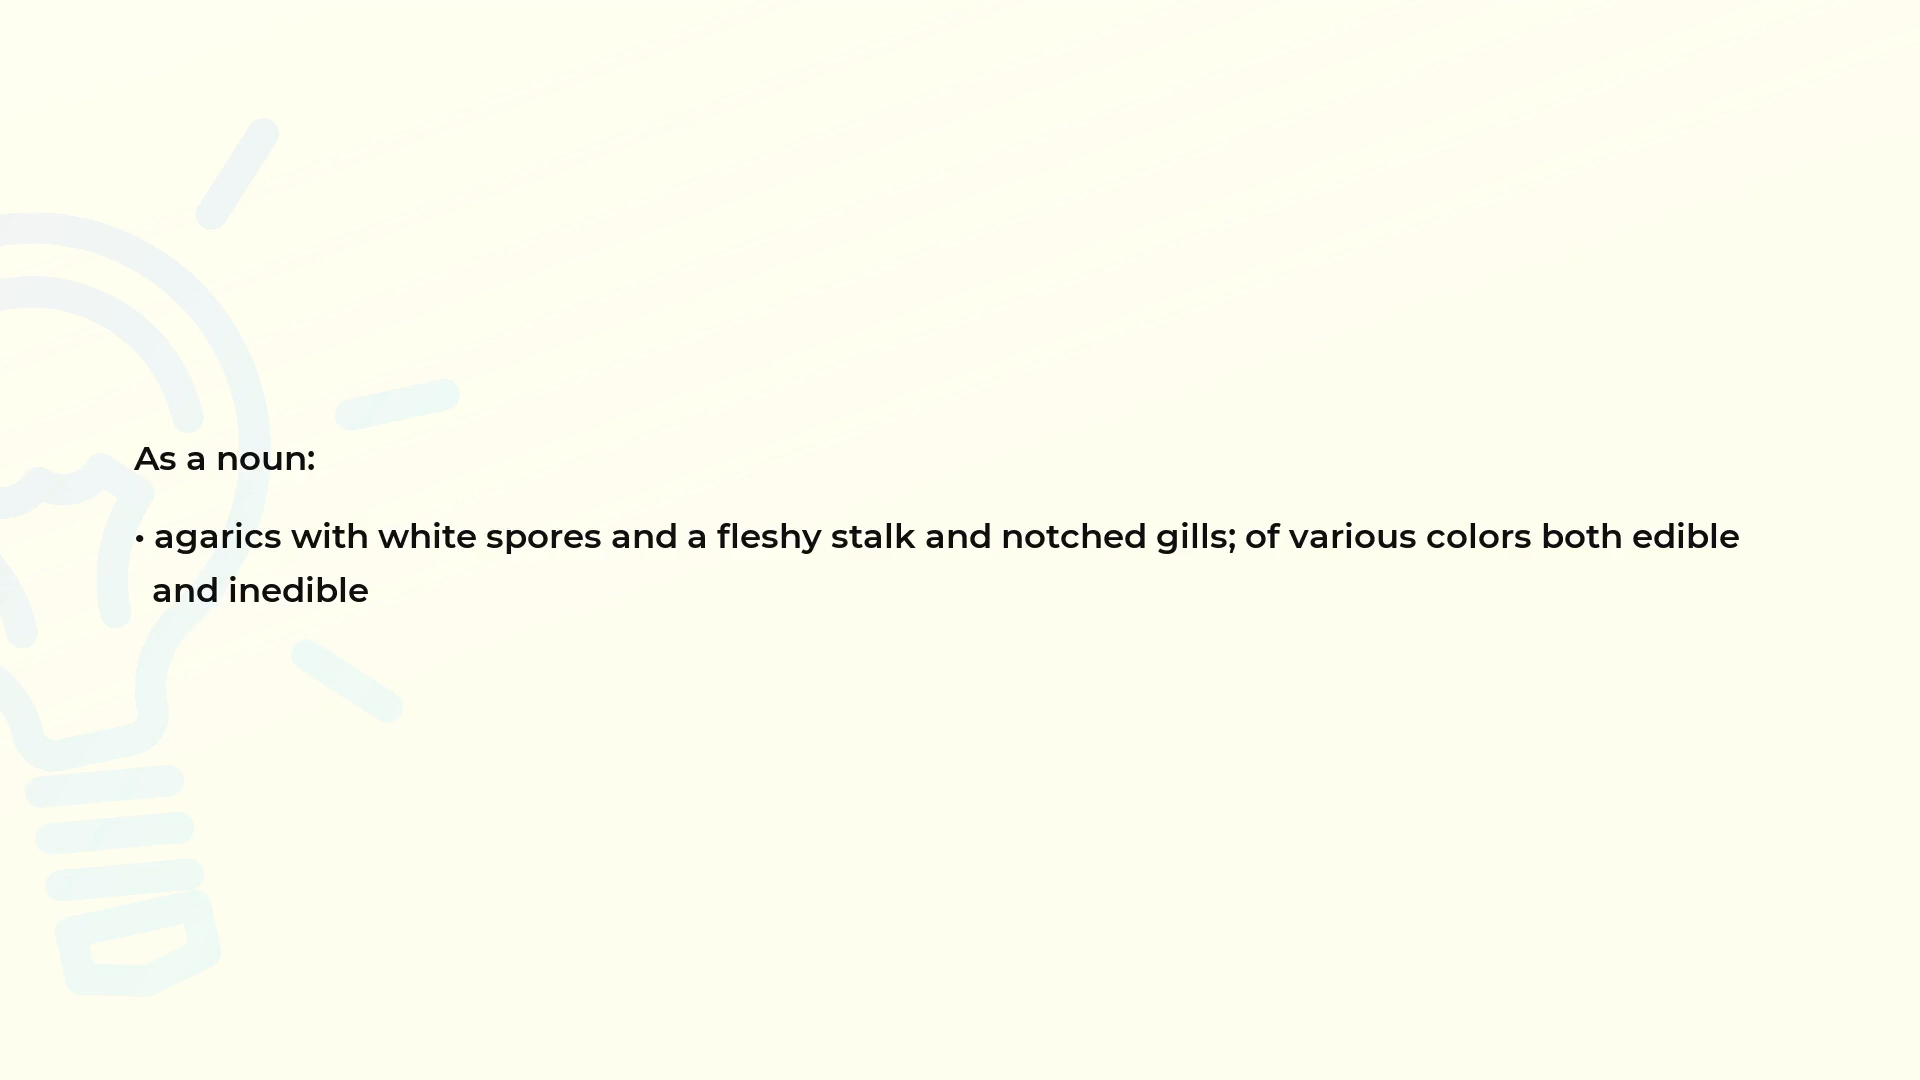 As a noun:
• agarics with white spores and a fleshy stalk and notched gills; of various colors both edible
and inedible